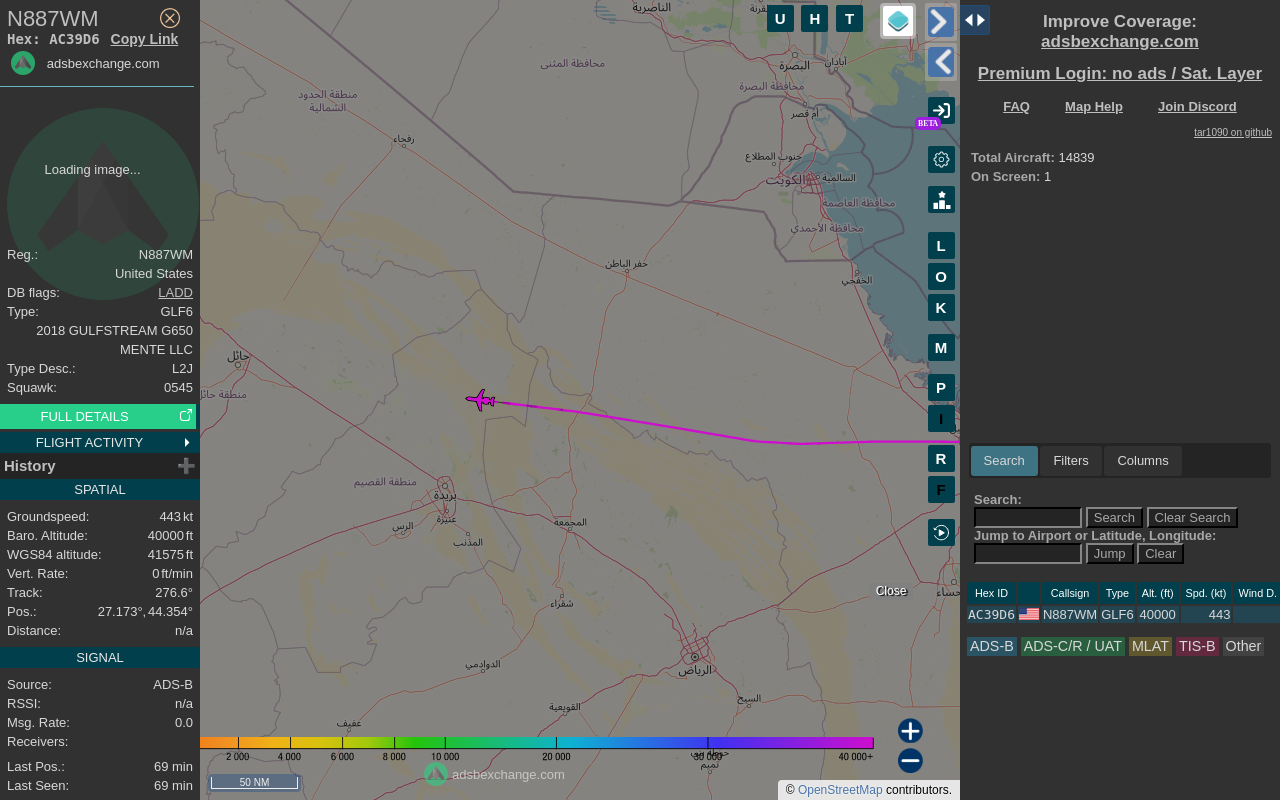 N887WM
Hex: AC39D6 Copy Link
adsbexchange.com
Loading image...
Reg.: N887WM
United States
DB flags: LADD
Type: GLF6
2018 GULFSTREAM G650
MENTE LLC
Type Desc.: L2J
Squawk: 0545
FULL DETAILS
FLIGHT ACTIVITY
History
SPATIAL
Groundspeed: 443 kt
Baro. Altitude: 40000 ft
WGS84 altitude: 41575 ft
Vert. Rate: 0 ft/min
Track: 276.6°
Pos.: 27.173°, 44.354°
Distance: n/a
SIGNAL
Source: ADS-B
RSSI: n/a
Msg. Rate: 0.0
Receivers:
Last Pos.: 69 min
Last Seen: 69 min
الناصرية
U H T
محافظة المثنى
البصرة
آبادان
محافظة البصرة
منطقة الحدود
الشمالية
أم قصر
BETA
رفحاء
جنوب المطلاع
الكويت
السالمية
محافظة العاصمة
محافظة الأحمدي
حفر الباطن
الخفجي
L
O
K
M
P
I
R
F
حائل
منطقة حائل
منطقة القصيم
بريدة
عنيزة
الرس
المذنب
المجمعة
شقراء
Close
الرياض
الدوادمي
السيح
القويعية
عفيف
2 000 4 000 6 000 8 000 10 000 20 000 30 000 40 000+
adsbexchange.com
50 NM
© OpenStreetMap contributors.
Improve Coverage:
adsbexchange.com
Premium Login: no ads / Sat. Layer
FAQ Map Help Join Discord
tar1090 on github
Total Aircraft: 14839
On Screen: 1
Search Filters Columns
Search:
Search Clear Search
Jump to Airport or Latitude, Longitude:
Jump Clear
Hex ID Callsign Type Alt. (ft) Spd. (kt) Wind D.
AC39D6 N887WM GLF6 40000 443
ADS-B ADS-C/R / UAT MLAT TIS-B Other